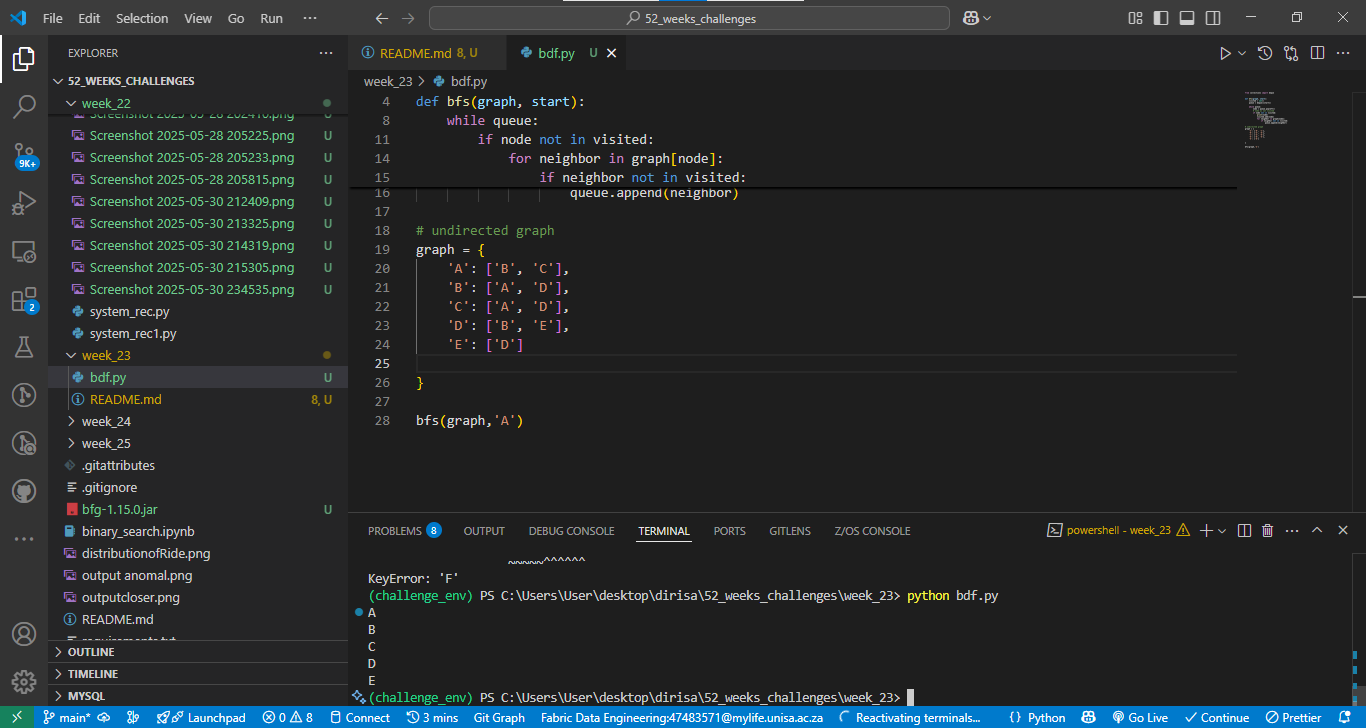 File Edit Selection View Go Run ··· 52_weeks_challenges
EXPLORER ···
52_WEEKS_CHALLENGES
week_22
Screenshot 2025-05-28 202410.png U
Screenshot 2025-05-28 205225.png U
Screenshot 2025-05-28 205233.png U
Screenshot 2025-05-28 205815.png U
Screenshot 2025-05-30 212409.png U
Screenshot 2025-05-30 213325.png U
Screenshot 2025-05-30 214319.png U
Screenshot 2025-05-30 215305.png U
Screenshot 2025-05-30 234535.png U
system_rec.py
system_rec1.py
week_23
bdf.py U
README.md 8, U
week_24
week_25
.gitattributes
.gitignore
bfg-1.15.0.jar U
binary_search.ipynb
distributionofRide.png
output anomal.png
outputcloser.png
README.md
requirements.txt
OUTLINE
TIMELINE
MYSQL
9K+
2
README.md 8, U bdf.py U
week_23 > bdf.py
4 def bfs(graph, start):
8 while queue:
11 if node not in visited:
14 for neighbor in graph[node]:
15 if neighbor not in visited:
16 queue.append(neighbor)
17
18 # undirected graph
19 graph = {
20 'A': ['B', 'C'],
21 'B': ['A', 'D'],
22 'C': ['A', 'D'],
23 'D': ['B', 'E'],
24 'E': ['D']
25
26 }
27
28 bfs(graph,'A')
PROBLEMS 8 OUTPUT DEBUG CONSOLE TERMINAL PORTS GITLENS Z/OS CONSOLE powershell - week_23
~~~~~^^^^^^
KeyError: 'F'
(challenge_env) PS C:\Users\User\desktop\dirisa\52_weeks_challenges\week_23> python bdf.py
A
B
C
D
E
(challenge_env) PS C:\Users\User\desktop\dirisa\52_weeks_challenges\week_23>
main* Launchpad 0 8 Connect 3 mins Git Graph Fabric Data Engineering:47483571@mylife.unisa.ac.za Reactivating terminals... {} Python Go Live Continue Prettier